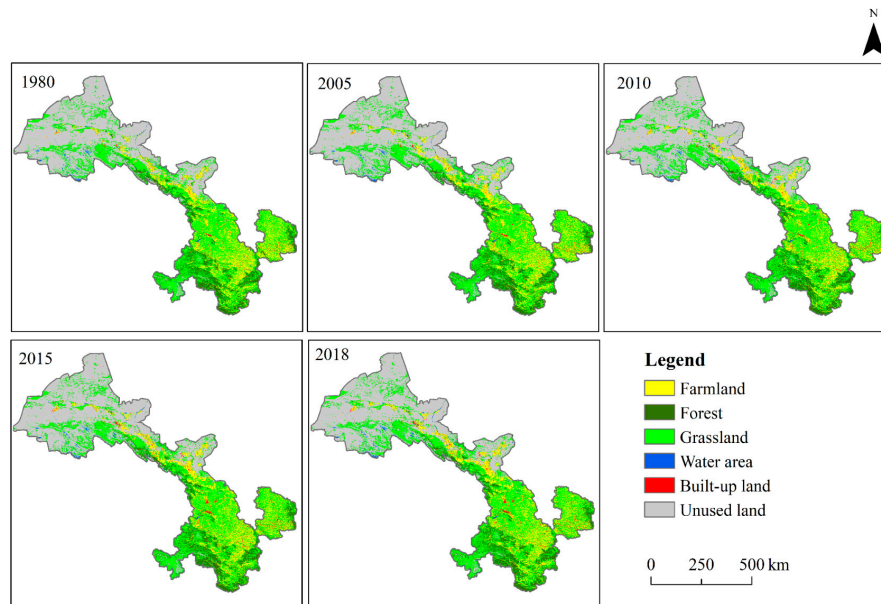 N
1980
2005
2010
2015
2018
Legend
Farmland
Forest
Grassland
Water area
Built-up land
Unused land
0 250 500 km